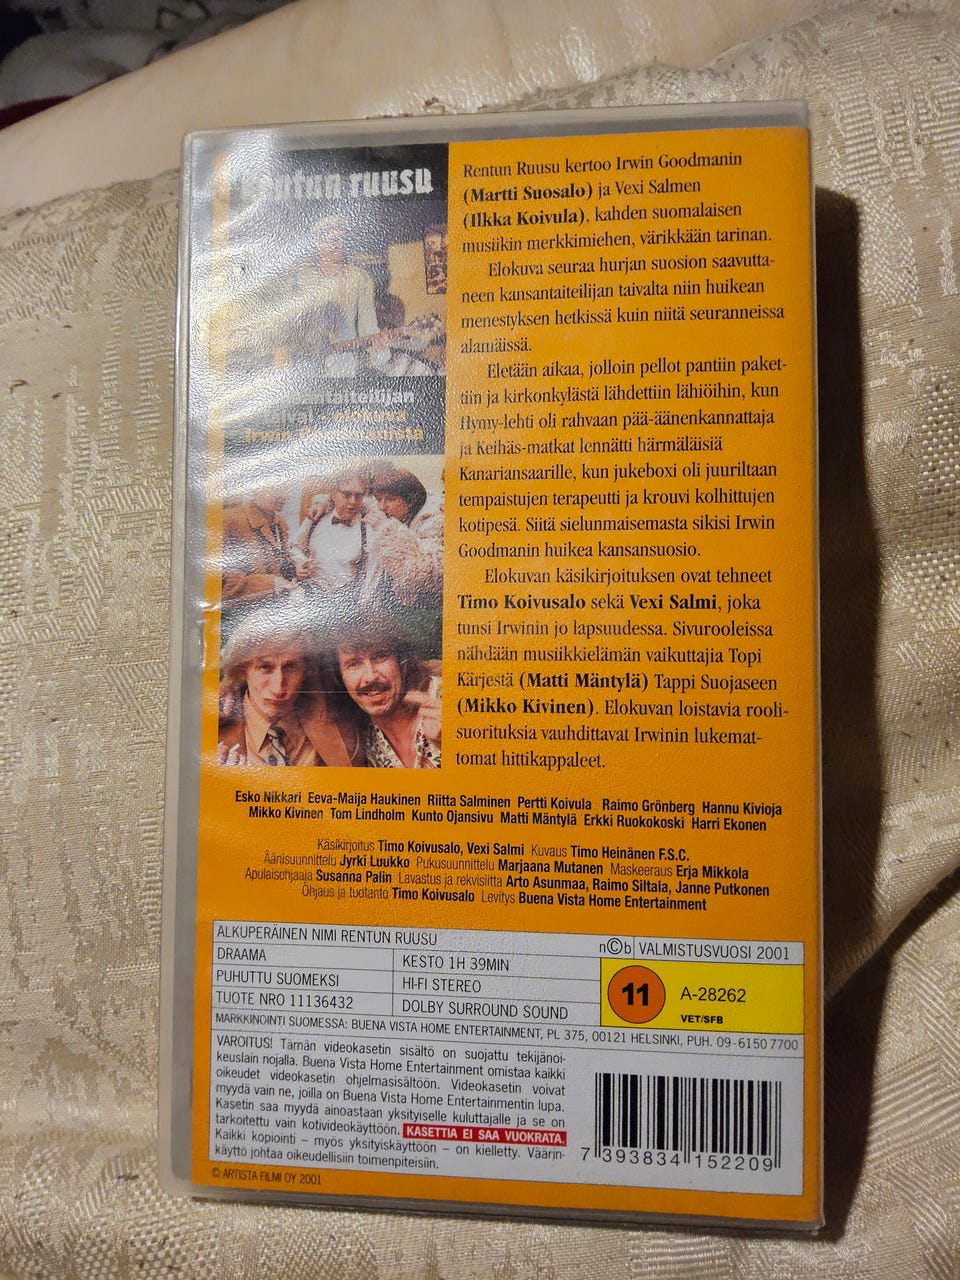 rentun ruusu
Rentun Ruusu kertoo Irwin Goodmanin
(Martti Suosalo) ja Vexi Salmen
(Ilkka Koivula), kahden suomalaisen
musiikin merkkimiehen, värikkään tarinan.
Elokuva seuraa hurjan suosion saavutta-
neen kansantaiteilijan taivalta niin huikean
menestyksen hetkissä kuin niitä seuranneissa
alamäissä.
Eletään aikaa, jolloin pellot pantiin paket-
tiin ja kirkonkylästä lähdettiin lähiöihin, kun
Hymy-lehti oli rahvaan pää-äänenkannattaja
ja Keihäs-matkat lennätti härmäläisiä
Kanariansaarille, kun jukeboxi oli juuriltaan
tempaistujen terapeutti ja krouvi kolhittujen
kotipesä. Siitä sielunmaisemasta sikisi Irwin
Goodmanin huikea kansansuosio.
Elokuvan käsikirjoituksen ovat tehneet
Timo Koivusalo sekä Vexi Salmi, joka
tunsi Irwinin jo lapsuudessa. Sivurooleissa
nähdään musiikkielämän vaikuttajia Topi
Kärjestä (Matti Mäntylä) Tappi Suojaseen
(Mikko Kivinen). Elokuvan loistavia rooli-
suorituksia vauhdittavat Irwinin lukemat-
tomat hittikappaleet.
Esko Nikkari Eeva-Maija Haukinen Riitta Salminen Pertti Koivula Raimo Grönberg Hannu Kivioja
Mikko Kivinen Tom Lindholm Kunto Ojansivu Matti Mäntylä Erkki Ruokokoski Harri Ekonen
Käsikirjoitus Timo Koivusalo, Vexi Salmi Kuvaus Timo Heinänen F.S.C.
Äänisuunnittelu Jyrki Luukko Pukusuunnittelu Marjaana Mutanen Maskeeraus Erja Mikkola
Apulaisohjaaja Susanna Palin Lavastus ja rekvisiitta Arto Asunmaa, Raimo Siltala, Janne Putkonen
Ohjaus ja tuotanto Timo Koivusalo Levitys Buena Vista Home Entertainment
ALKUPERÄINEN NIMI RENTUN RUUSU
n©b VALMISTUSVUOSI 2001
DRAAMA
KESTO 1H 39MIN
PUHUTTU SUOMEKSI
HI-FI STEREO
TUOTE NRO 11136432
DOLBY SURROUND SOUND
11
A-28262
VET/SFB
MARKKINOINTI SUOMESSA: BUENA VISTA HOME ENTERTAINMENT, PL 375, 00121 HELSINKI, PUH. 09-6150 7700
VAROITUS! Tämän videokasetin sisältö on suojattu tekijänoi-
keuslain nojalla. Buena Vista Home Entertainment omistaa kaikki
oikeudet videokasetin ohjelmasisältöön. Videokasetin voivat
myydä vain ne, joilla on Buena Vista Home Entertainmentin lupa.
Kasetin saa myydä ainoastaan yksityiselle kuluttajalle ja se on
tarkoitettu vain kotivideokäyttöön. KASETTIA EI SAA VUOKRATA.
Kaikki kopiointi – myös yksityiskäyttöön – on kielletty. Väärin-
käyttö johtaa oikeudellisiin toimenpiteisiin.
7 393834 152209
© ARTISTA FILMI OY 2001